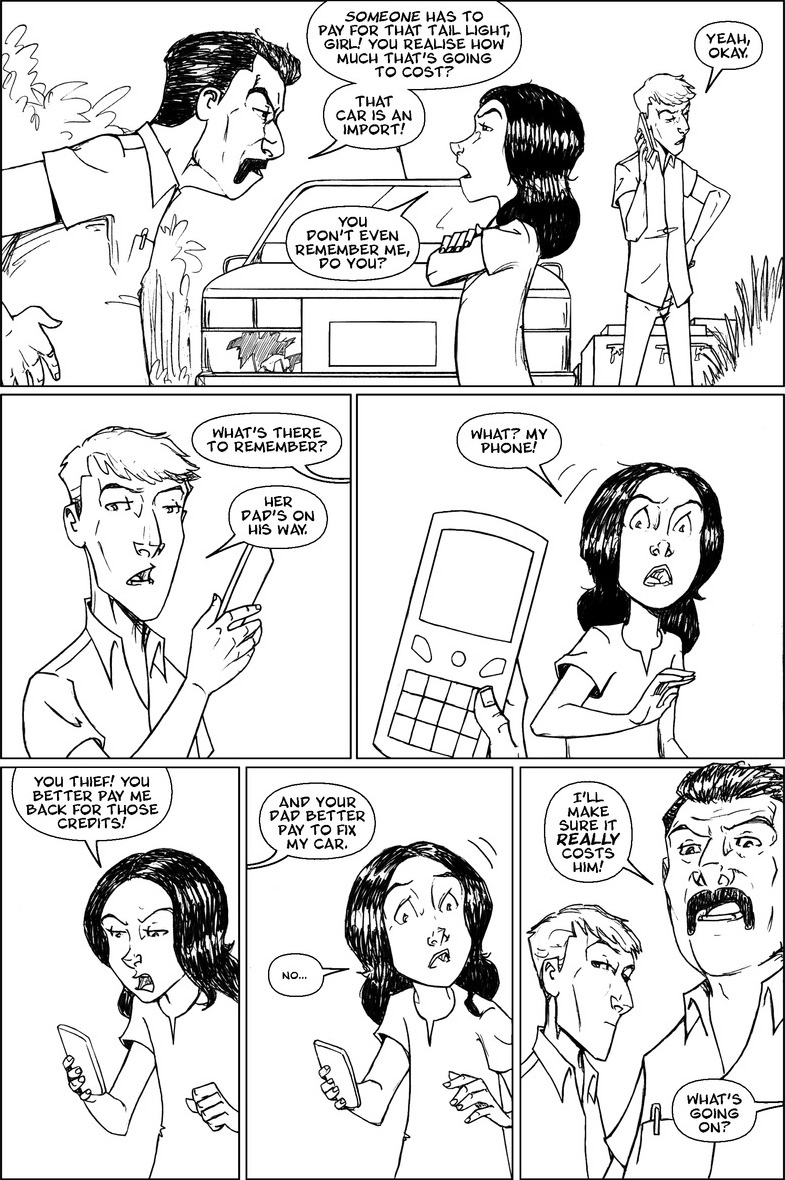 SOMEONE HAS TO
PAY FOR THAT TAIL LIGHT,
GIRL! YOU REALISE HOW
MUCH THAT'S GOING
TO COST?
THAT
CAR IS AN
IMPORT!
YOU
DON'T EVEN
REMEMBER ME,
DO YOU?
YEAH,
OKAY.
WHAT'S THERE
TO REMEMBER?
HER
DAD'S ON
HIS WAY.
WHAT? MY
PHONE!
YOU THIEF! YOU
BETTER PAY ME
BACK FOR THOSE
CREDITS!
AND YOUR
DAD BETTER
PAY TO FIX
MY CAR.
NO...
I'LL
MAKE
SURE IT
REALLY
COSTS
HIM!
WHAT'S
GOING
ON?